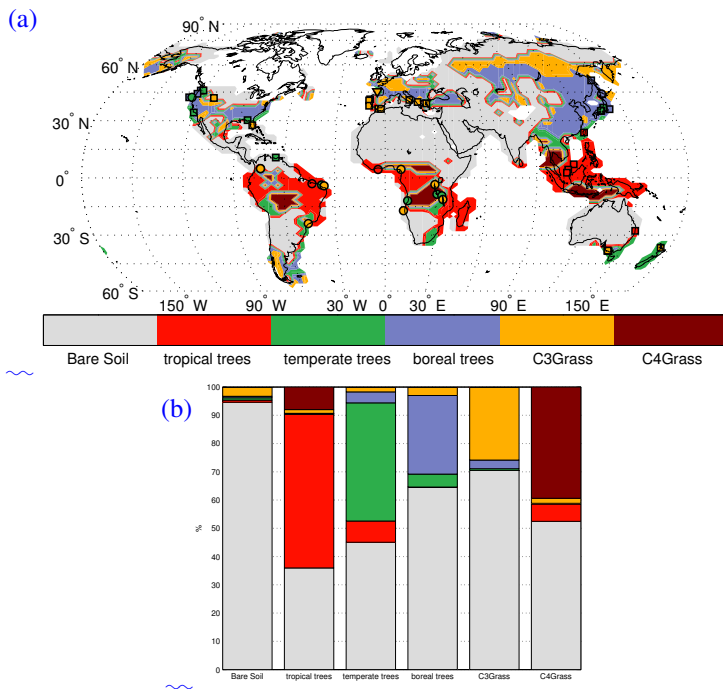 (a)
90° N
60° N
30° N
0°
30° S
60° S
150° W 90° W 30° W 0° 30° E 90° E 150° E
Bare Soil tropical trees temperate trees boreal trees C3Grass C4Grass
(b)
100
90
80
70
60
50
40
30
20
10
0
%
Bare Soil tropical trees temperate trees boreal trees C3Grass C4Grass